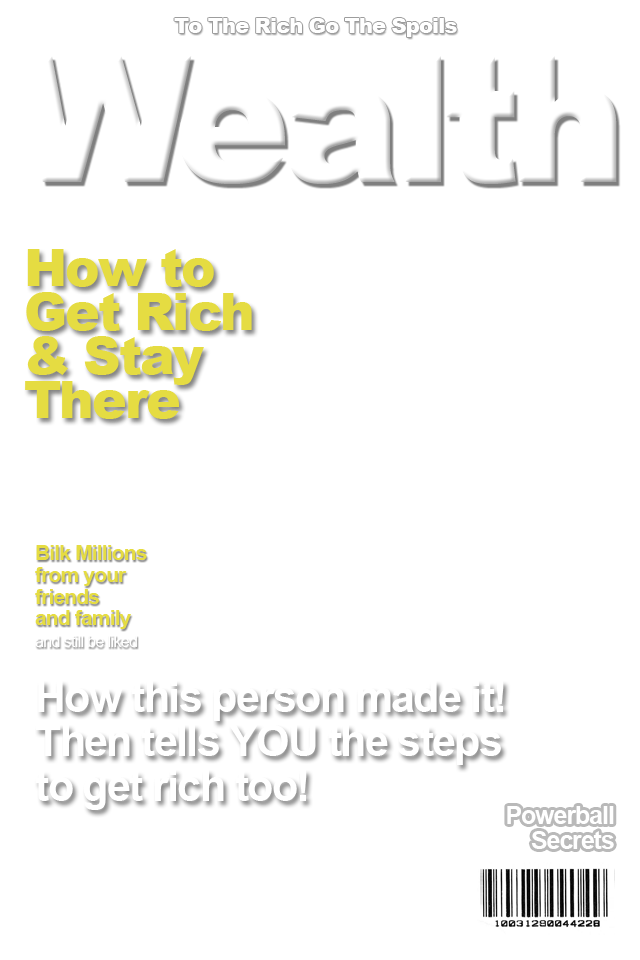 To The Rich Go The Spoils
Wealth
How to
Get Rich
& Stay
There
Bilk Millions
from your
friends
and family
and still be liked
How this person made it!
Then tells YOU the steps
to get rich too!
Powerball
Secrets
10031280044228